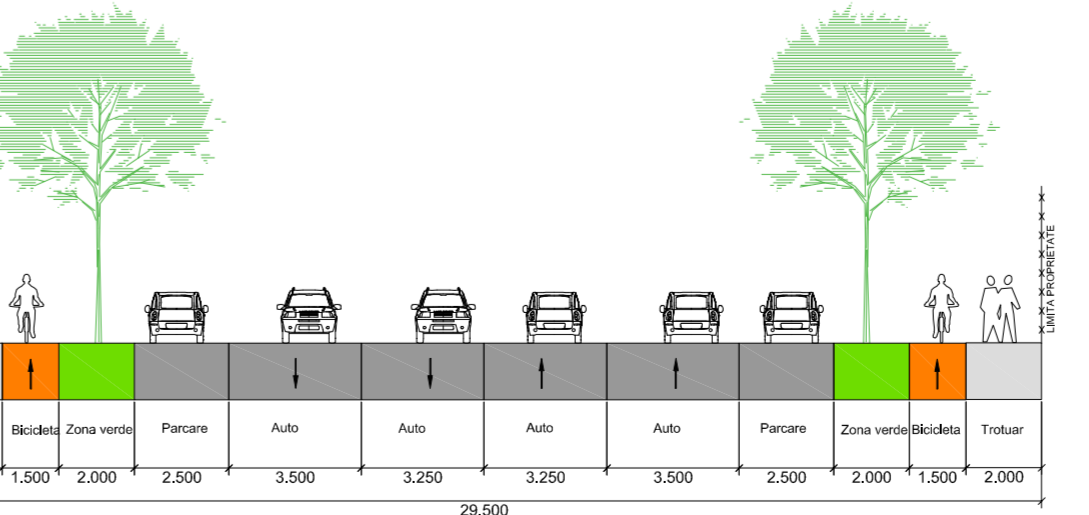 LIMITA PROPRIETATE
Bicicleta Zona verde Parcare Auto Auto Auto Auto Parcare Zona verde Bicicleta Trotuar
1.500 2.000 2.500 3.500 3.250 3.250 3.500 2.500 2.000 1.500 2.000
29.500